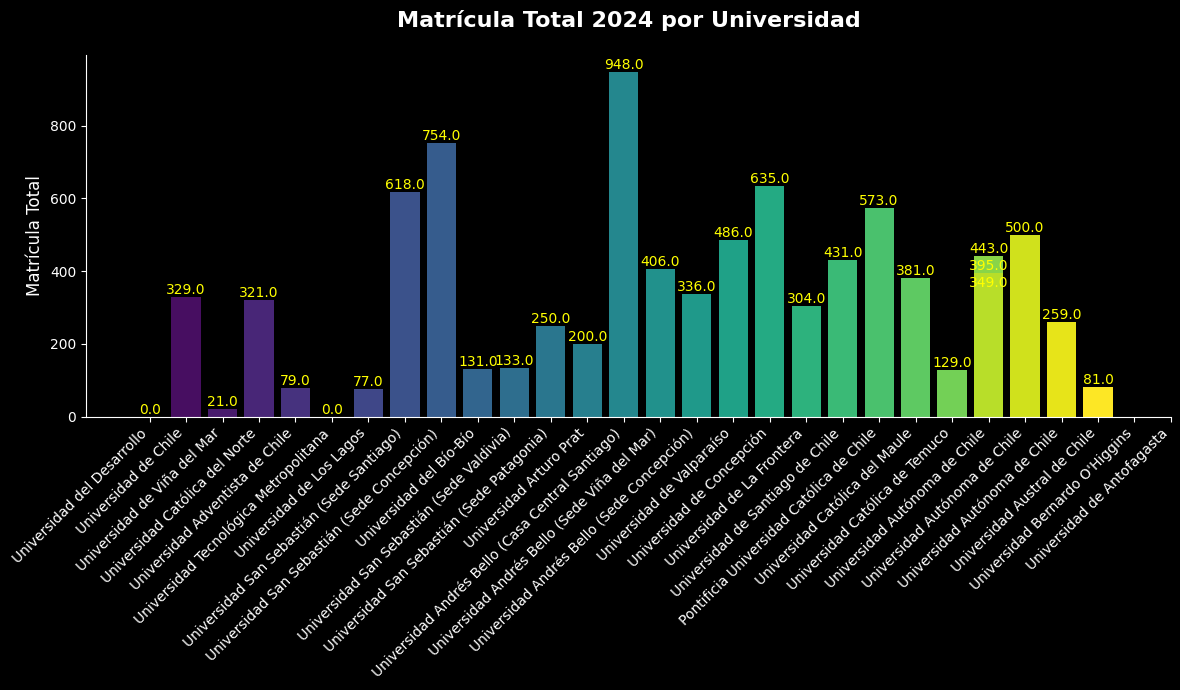 Matrícula Total 2024 por Universidad
Matrícula Total
800
600
400
200
0
0.0
329.0
21.0
321.0
79.0
0.0
77.0
618.0
754.0
131.0
133.0
250.0
200.0
948.0
406.0
336.0
486.0
635.0
304.0
431.0
573.0
381.0
129.0
443.0
395.0
349.0
500.0
259.0
81.0
Universidad del Desarrollo
Universidad de Chile
Universidad de Viña del Mar
Universidad Católica del Norte
Universidad Adventista de Chile
Universidad Tecnológica Metropolitana
Universidad de Los Lagos
Universidad San Sebastián (Sede Santiago)
Universidad San Sebastián (Sede Concepción)
Universidad del Bío-Bío
Universidad San Sebastián (Sede Valdivia)
Universidad San Sebastián (Sede Patagonia)
Universidad Arturo Prat
Universidad Andrés Bello (Casa Central Santiago)
Universidad Andrés Bello (Sede Viña del Mar)
Universidad Andrés Bello (Sede Concepción)
Universidad de Valparaíso
Universidad de Concepción
Universidad de La Frontera
Universidad de Santiago de Chile
Pontificia Universidad Católica de Chile
Universidad Católica del Maule
Universidad Católica de Temuco
Universidad Autónoma de Chile
Universidad Autónoma de Chile
Universidad Autónoma de Chile
Universidad Austral de Chile
Universidad Bernardo O'Higgins
Universidad de Antofagasta